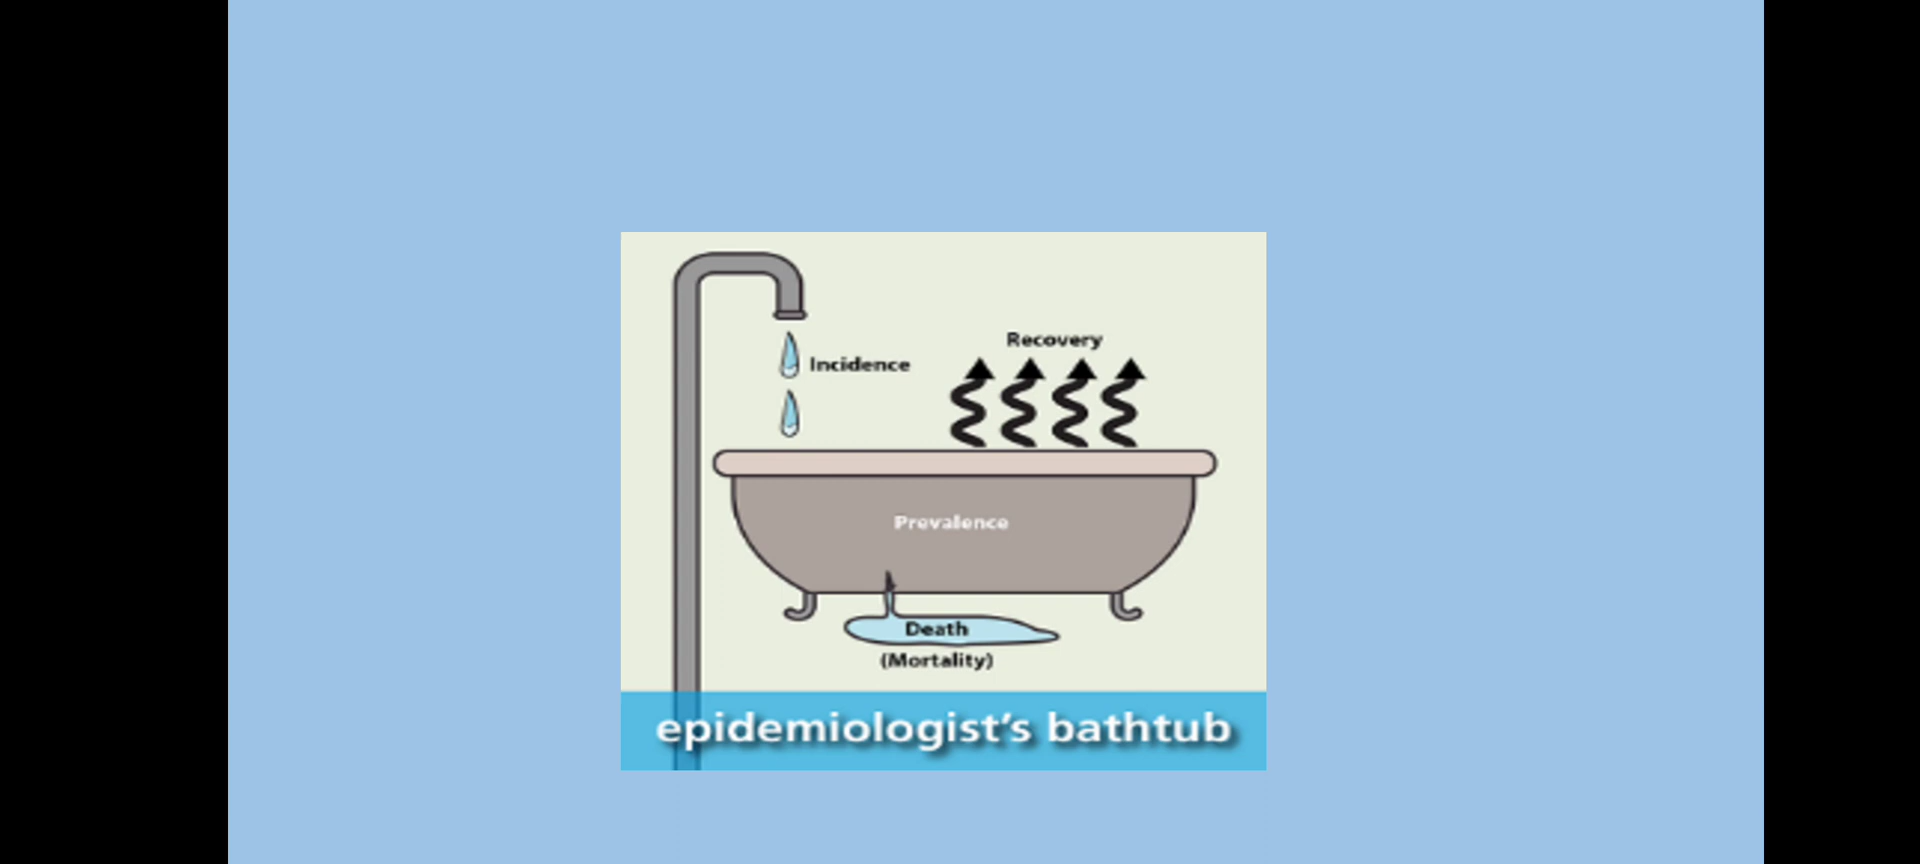 Recovery
Incidence
Prevalence
Death
(Mortality)
epidemiologist's bathtub